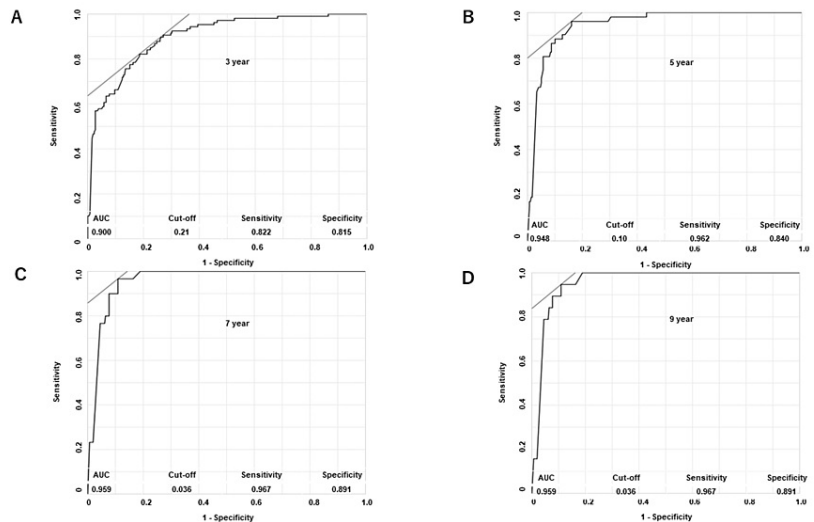 A
Sensitivity
1.0
0.8
0.6
0.4
0.2
0
3 year
AUC Cut-off Sensitivity Specificity
0.900 0.21 0.822 0.815
0 0.2 0.4 0.6 0.8 1.0
1 - Specificity
B
Sensitivity
1.0
0.8
0.6
0.4
0.2
0
5 year
AUC Cut-off Sensitivity Specificity
0.948 0.10 0.962 0.840
0 0.2 0.4 0.6 0.8 1.0
1 - Specificity
C
Sensitivity
1.0
0.8
0.6
0.4
0.2
0
7 year
AUC Cut-off Sensitivity Specificity
0.959 0.036 0.967 0.891
0 0.2 0.4 0.6 0.8 1.0
1 - Specificity
D
Sensitivity
1.0
0.8
0.6
0.4
0.2
0
9 year
AUC Cut-off Sensitivity Specificity
0.959 0.036 0.967 0.891
0 0.2 0.4 0.6 0.8 1.0
1 - Specificity